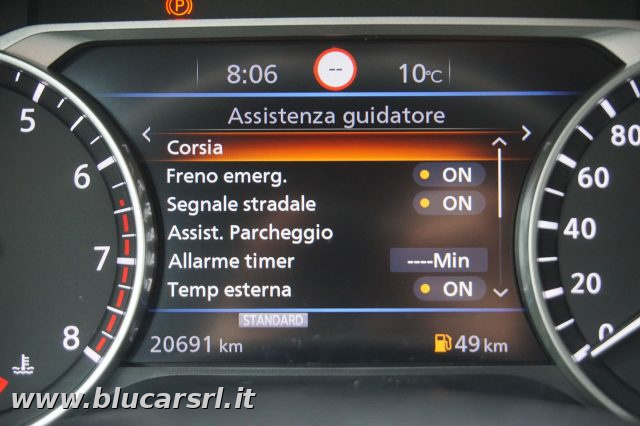 P
8:06 -- 10°C
Assistenza guidatore
Corsia
Freno emerg. ON
Segnale stradale ON
Assist. Parcheggio
Allarme timer ----Min
Temp esterna ON
STANDARD
20691 km 49 km
5
6
7
8
80
60
40
20
0
www.blucarsrl.it